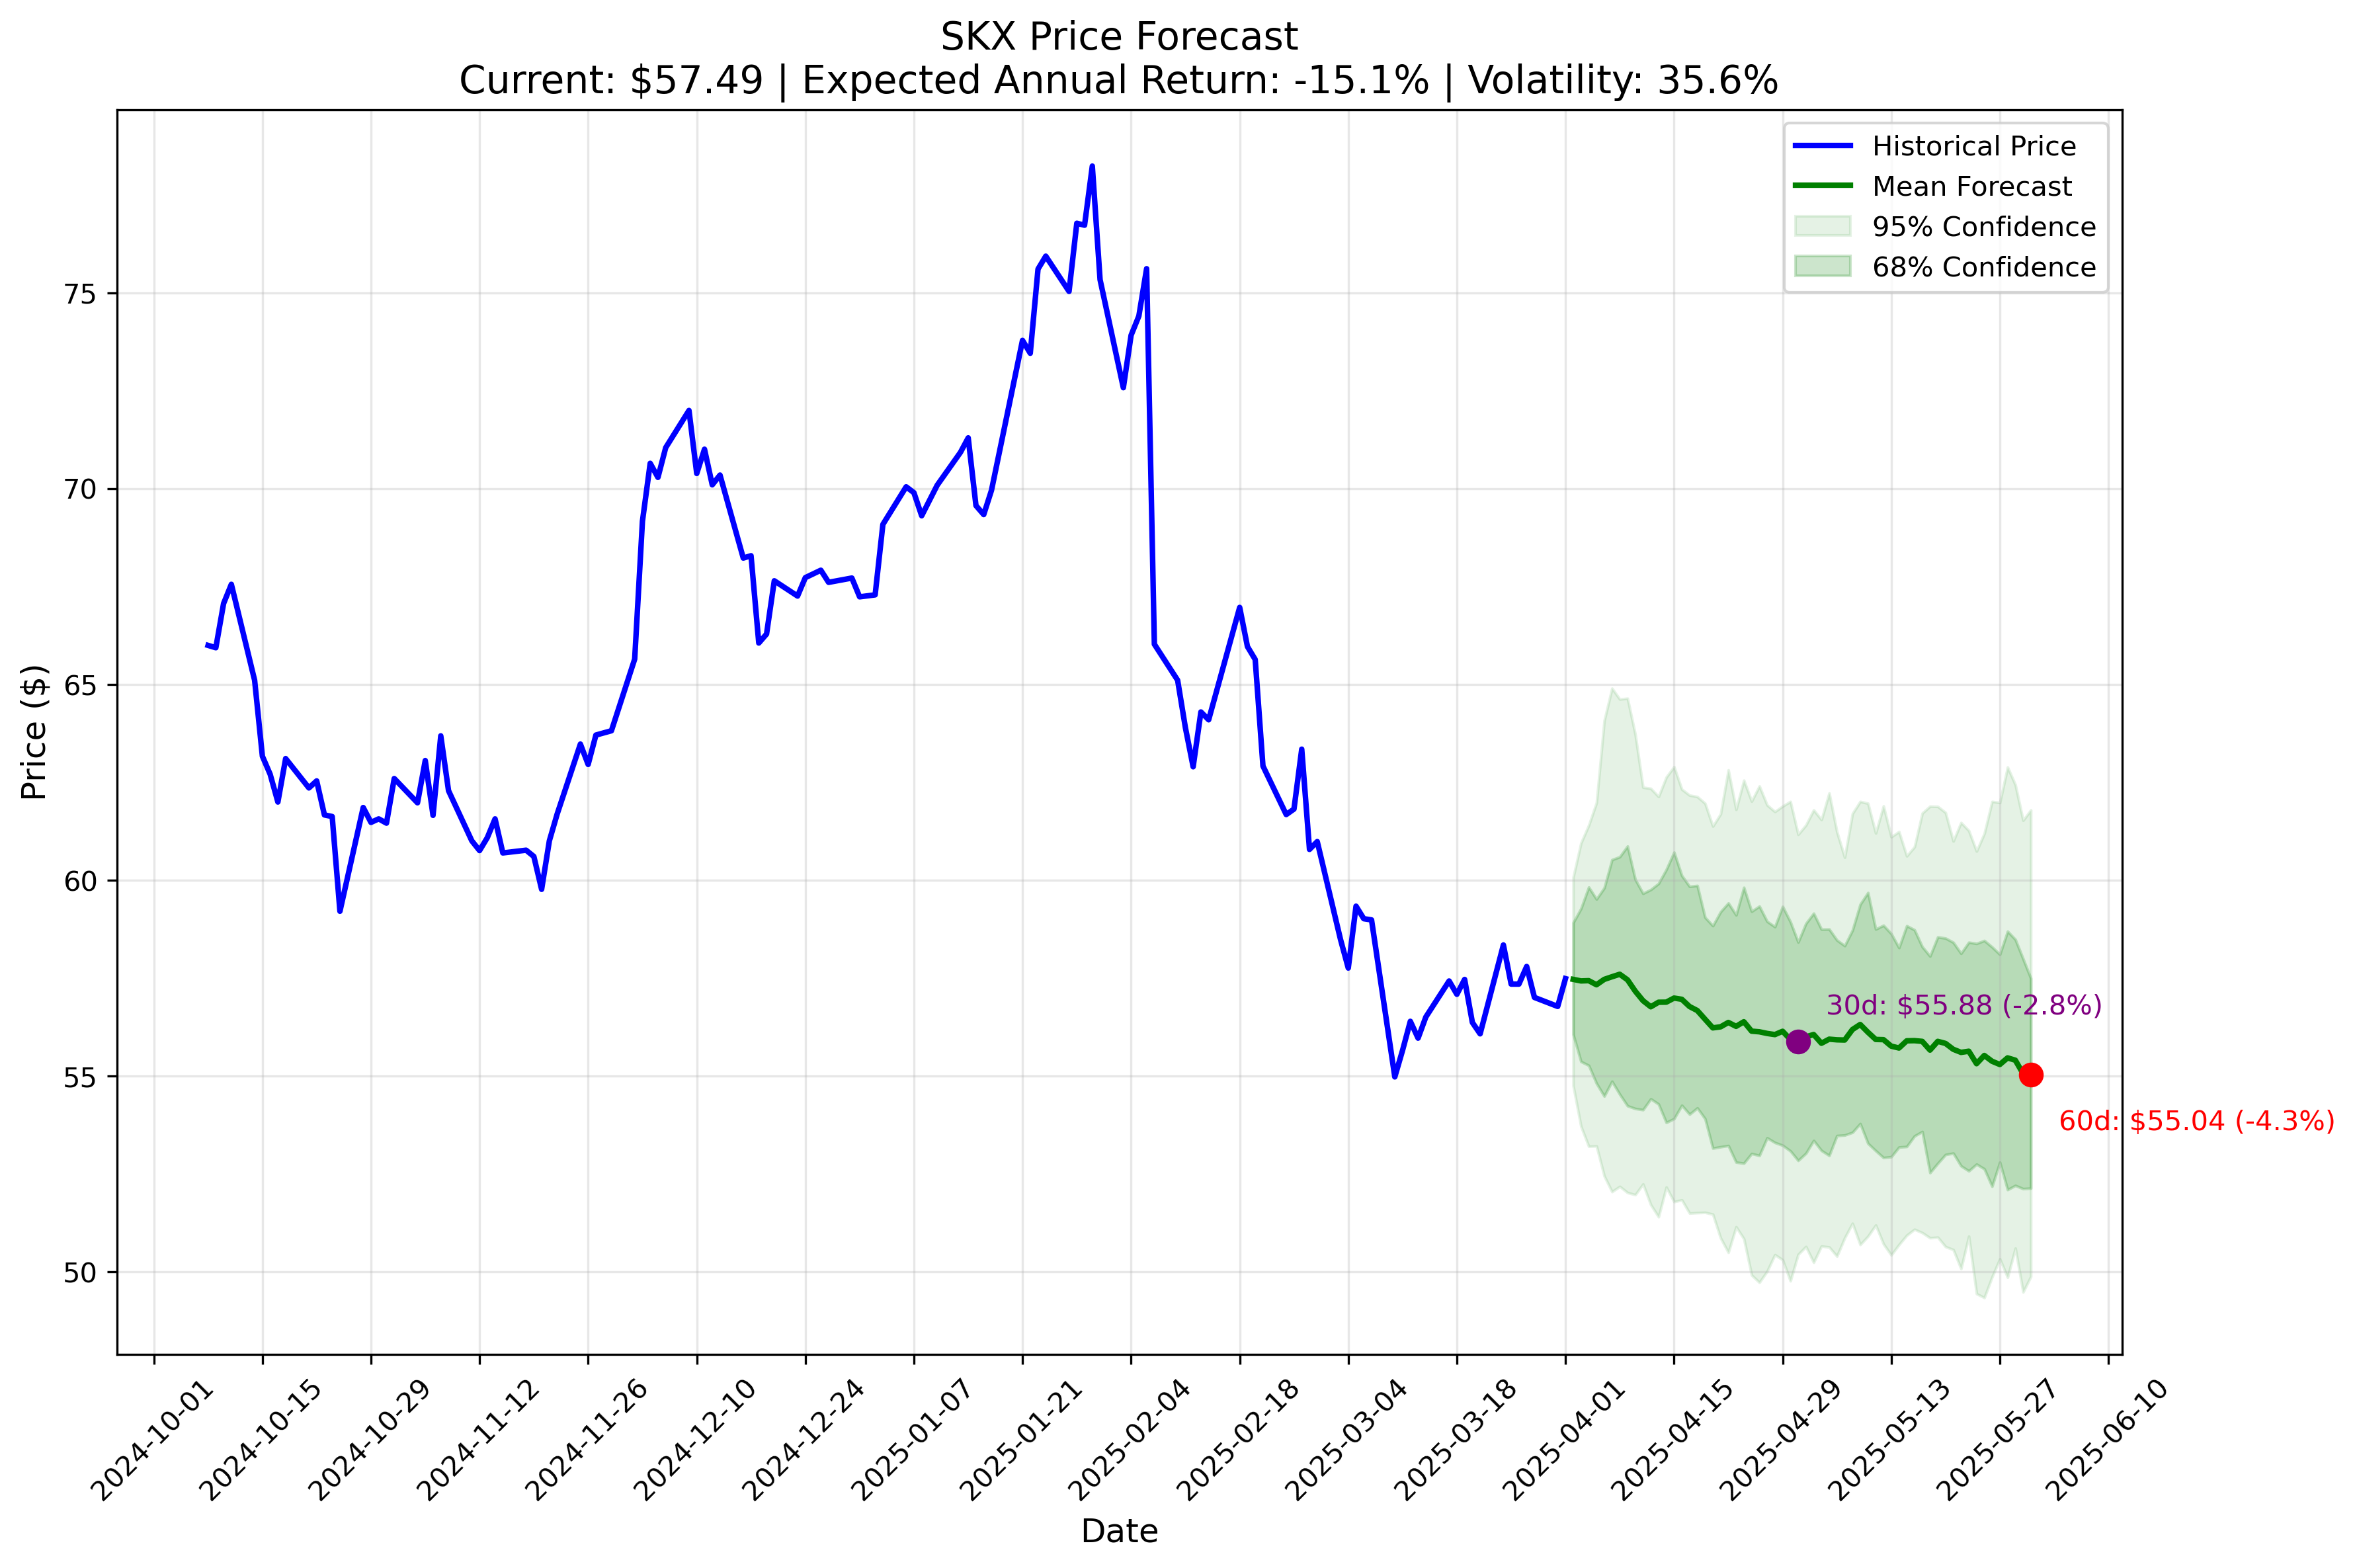 SKX Price Forecast
Current: $57.49 | Expected Annual Return: -15.1% | Volatility: 35.6%
Historical Price
Mean Forecast
95% Confidence
68% Confidence
Price ($)
75
70
65
60
55
50
30d: $55.88 (-2.8%)
60d: $55.04 (-4.3%)
2024-10-01
2024-10-15
2024-10-29
2024-11-12
2024-11-26
2024-12-10
2024-12-24
2025-01-07
2025-01-21
2025-02-04
2025-02-18
2025-03-04
2025-03-18
2025-04-01
2025-04-15
2025-04-29
2025-05-13
2025-05-27
2025-06-10
Date